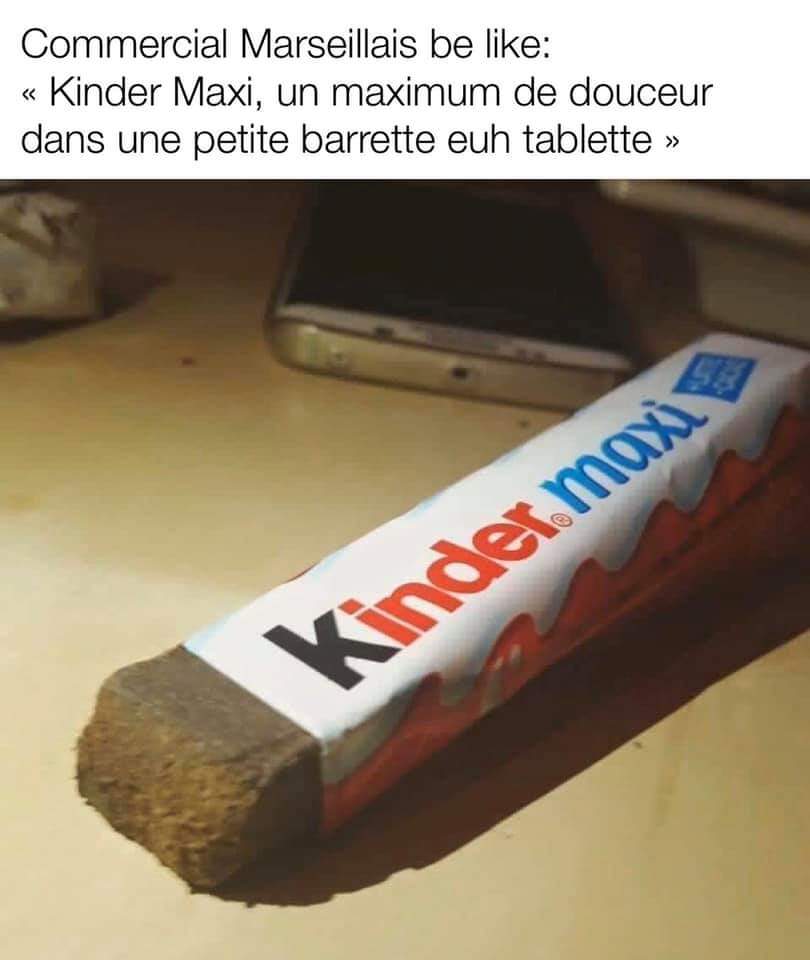 Commercial Marseillais be like:
« Kinder Maxi, un maximum de douceur
dans une petite barrette euh tablette »
kinder® maxi